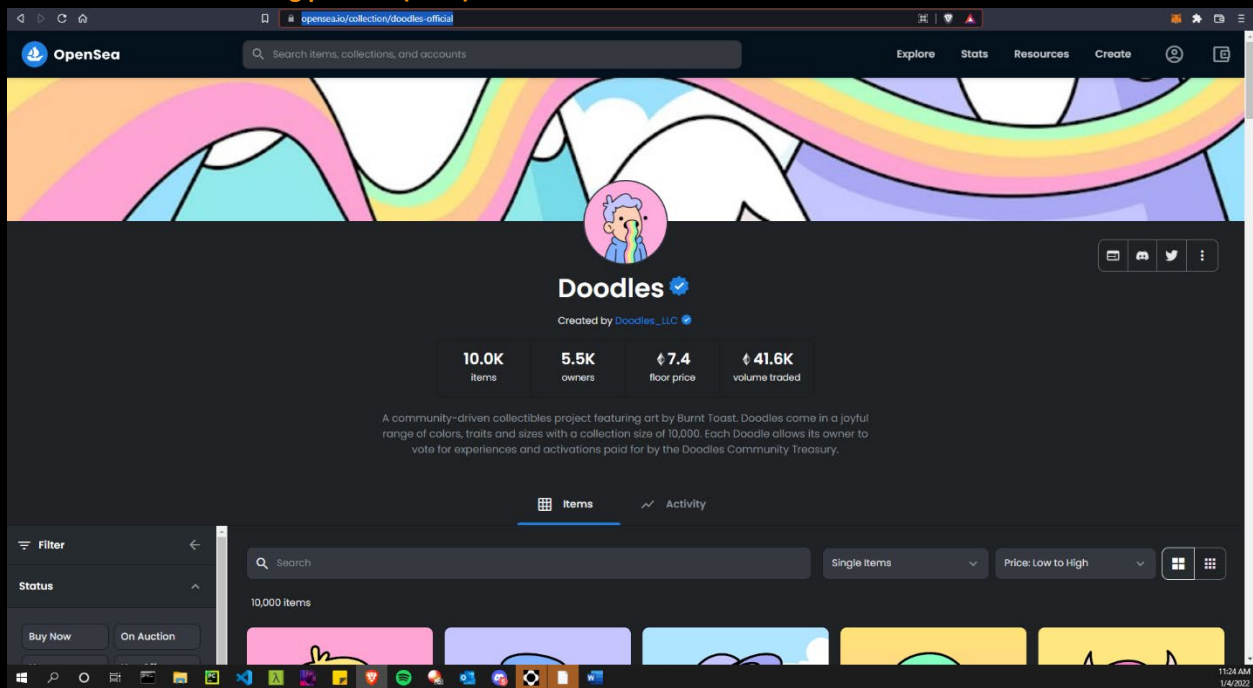 opensea.io/collection/doodles-official
OpenSea
Search items, collections, and accounts
Explore Stats Resources Create
Doodles
Created by Doodles_LLC
10.0K 5.5K 7.4 41.6K
items owners floor price volume traded
A community-driven collectibles project featuring art by Burnt Toast. Doodles come in a joyful
range of colors, traits and sizes with a collection size of 10,000. Each Doodle allows its owner to
vote for experiences and activations paid for by the Doodles Community Treasury.
Items Activity
Filter
Search
Single Items
Price: Low to High
Status
10,000 items
Buy Now On Auction
11:24 AM
1/4/2022